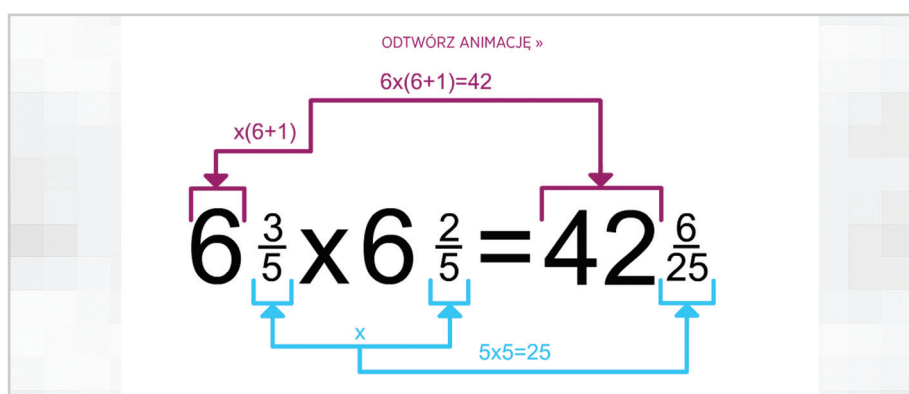 ODTWÓRZ ANIMACJĘ »
6x(6+1)=42
x(6+1)
6 3/5 x 6 2/5 = 42 6/25
x
5x5=25